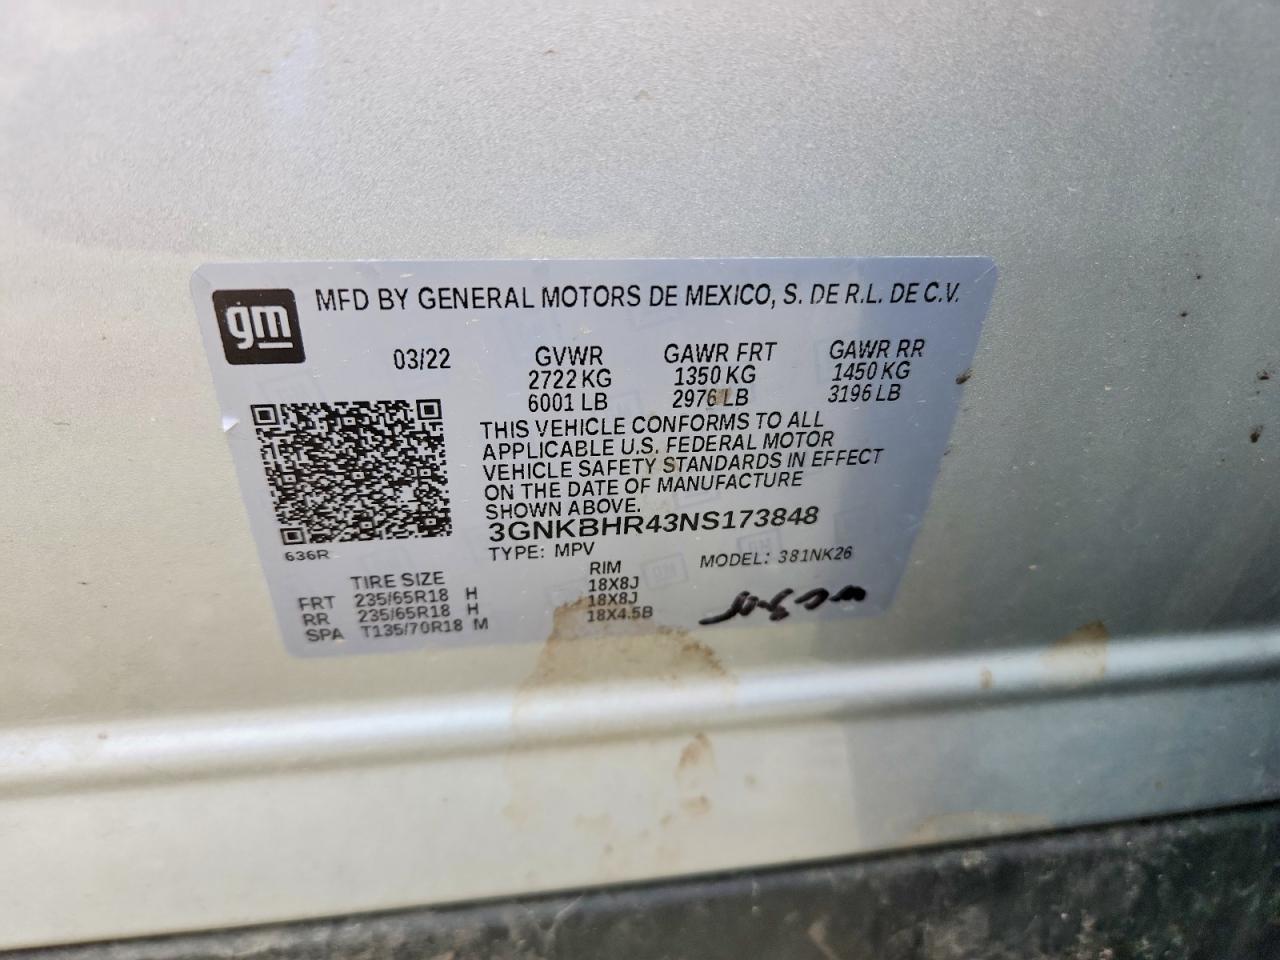 gm
MFD BY GENERAL MOTORS DE MEXICO, S. DE R.L. DE C.V.
03/22 GVWR GAWR FRT GAWR RR
2722 KG 1350 KG 1450 KG
6001 LB 2976 LB 3196 LB
THIS VEHICLE CONFORMS TO ALL
APPLICABLE U.S. FEDERAL MOTOR
VEHICLE SAFETY STANDARDS IN EFFECT
ON THE DATE OF MANUFACTURE
SHOWN ABOVE.
3GNKBHR43NS173848
636R TYPE: MPV MODEL: 381NK26
TIRE SIZE RIM
FRT 235/65R18 H 18X8J
RR 235/65R18 H 18X8J
SPA T135/70R18 M 18X4.5B